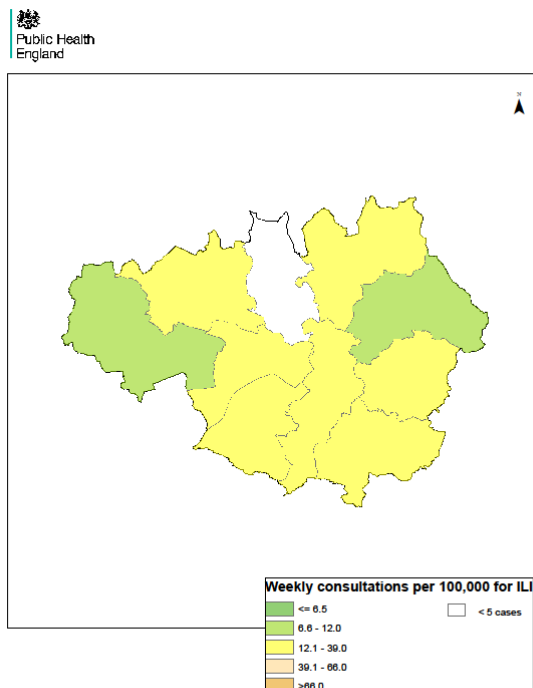 Public Health
England
Weekly consultations per 100,000 for ILI
<= 6.5
< 5 cases
6.6 - 12.0
12.1 - 39.0
39.1 - 66.0
>66.0